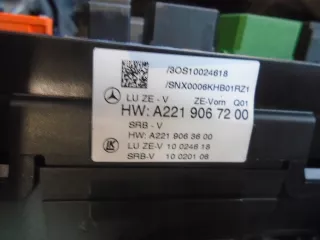 /3OS10024618
/SNX0006KHB01RZ1
LU ZE - V ZE-Vorn Q01
HW: A221 906 72 00
SRB - V
HW: A221 906 36 00
LU ZE-V 10 0246 18
SRB-V 10 0201 06